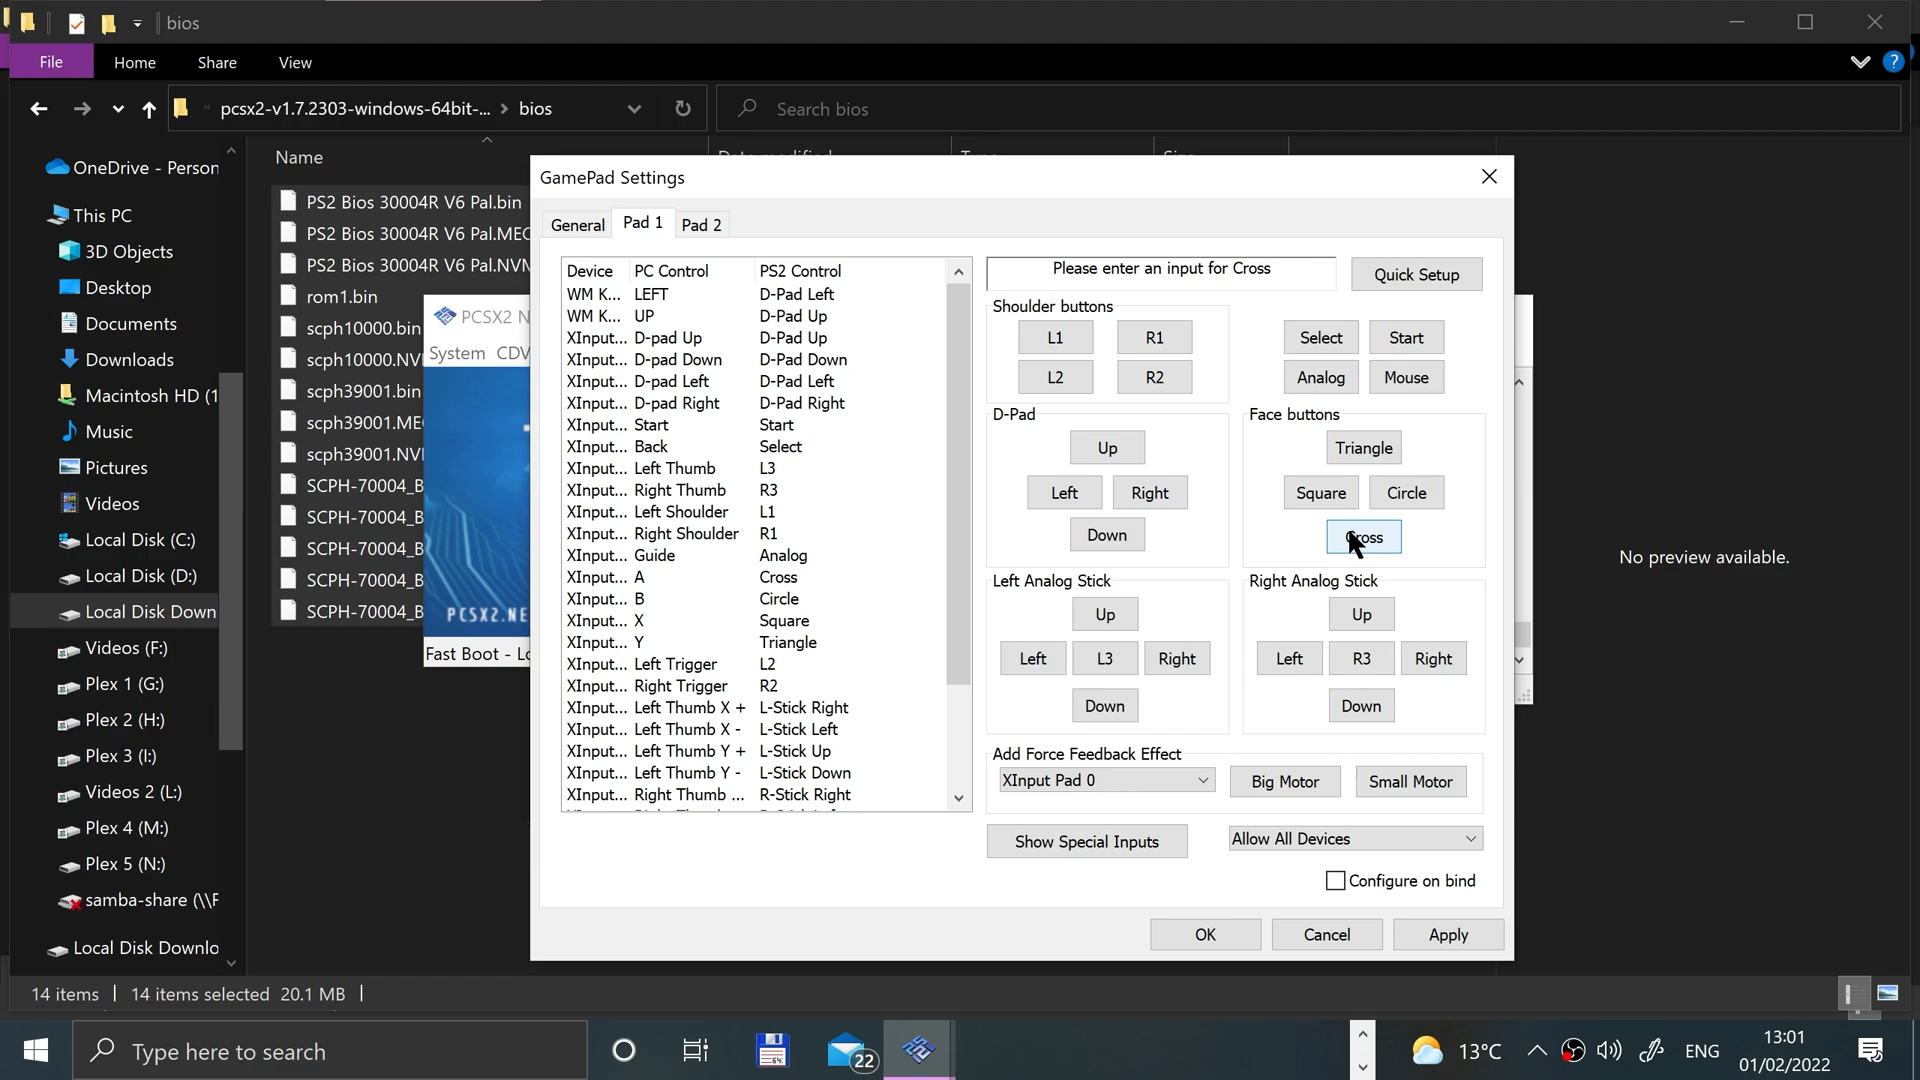 bios
File Home Share View
pcsx2-v1.7.2303-windows-64bit-... > bios
Search bios
OneDrive - Person
This PC
3D Objects
Desktop
Documents
Downloads
Macintosh HD (1
Music
Pictures
Videos
Local Disk (C:)
Local Disk (D:)
Local Disk Down
Videos (F:)
Plex 1 (G:)
Plex 2 (H:)
Plex 3 (I:)
Videos 2 (L:)
Plex 4 (M:)
Plex 5 (N:)
samba-share (\\F
Local Disk Downlo
Name
PS2 Bios 30004R V6 Pal.bin
PS2 Bios 30004R V6 Pal.MEC
PS2 Bios 30004R V6 Pal.NVM
rom1.bin
scph10000.bin
scph10000.NV
scph39001.bin
scph39001.ME
scph39001.NV
SCPH-70004_B
SCPH-70004_B
SCPH-70004_B
SCPH-70004_B
SCPH-70004_B
PCSX2 N
System CDV
PCSX2.NE
Fast Boot - Lo
GamePad Settings
General Pad 1 Pad 2
Device PC Control PS2 Control
WM K... LEFT D-Pad Left
WM K... UP D-Pad Up
XInput... D-pad Up D-Pad Up
XInput... D-pad Down D-Pad Down
XInput... D-pad Left D-Pad Left
XInput... D-pad Right D-Pad Right
XInput... Start Start
XInput... Back Select
XInput... Left Thumb L3
XInput... Right Thumb R3
XInput... Left Shoulder L1
XInput... Right Shoulder R1
XInput... Guide Analog
XInput... A Cross
XInput... B Circle
XInput... X Square
XInput... Y Triangle
XInput... Left Trigger L2
XInput... Right Trigger R2
XInput... Left Thumb X + L-Stick Right
XInput... Left Thumb X - L-Stick Left
XInput... Left Thumb Y + L-Stick Up
XInput... Left Thumb Y - L-Stick Down
XInput... Right Thumb ... R-Stick Right
Please enter an input for Cross
Quick Setup
Shoulder buttons
L1 R1
L2 R2
Select Start
Analog Mouse
D-Pad
Up
Left Right
Down
Face buttons
Triangle
Square Circle
Cross
Left Analog Stick
Up
Left L3 Right
Down
Right Analog Stick
Up
Left R3 Right
Down
Add Force Feedback Effect
XInput Pad 0 Big Motor Small Motor
Show Special Inputs
Allow All Devices
Configure on bind
OK Cancel Apply
No preview available.
14 items 14 items selected 20.1 MB
Type here to search
64
22
13°C
ENG
13:01
01/02/2022